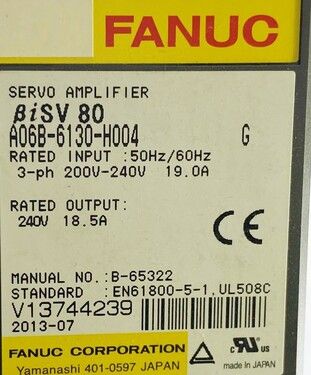 FANUC
SERVO AMPLIFIER
βiSV 80
A06B-6130-H004 G
RATED INPUT :50Hz/60Hz
3-ph 200V-240V 19.0A
RATED OUTPUT:
240V 18.5A
CE
MANUAL NO.:B-65322
STANDARD :EN61800-5-1,UL508C
V13744239
2013-07
FANUC CORPORATION
Yamanashi 401-0597 JAPAN
c RU US
made in JAPAN